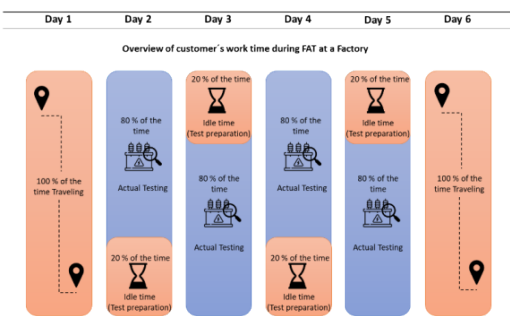 Day 1 Day 2 Day 3 Day 4 Day 5 Day 6
Overview of customer´s work time during FAT at a Factory
100 % of the
time Traveling
80 % of the
time
Actual Testing
20 % of the time
Idle time
(Test preparation)
20 % of the time
Idle time
(Test preparation)
80 % of the
time
Actual Testing
80 % of the
time
Actual Testing
20 % of the time
Idle time
(Test preparation)
20 % of the time
Idle time
(Test preparation)
80 % of the
time
Actual Testing
100 % of the
time Traveling